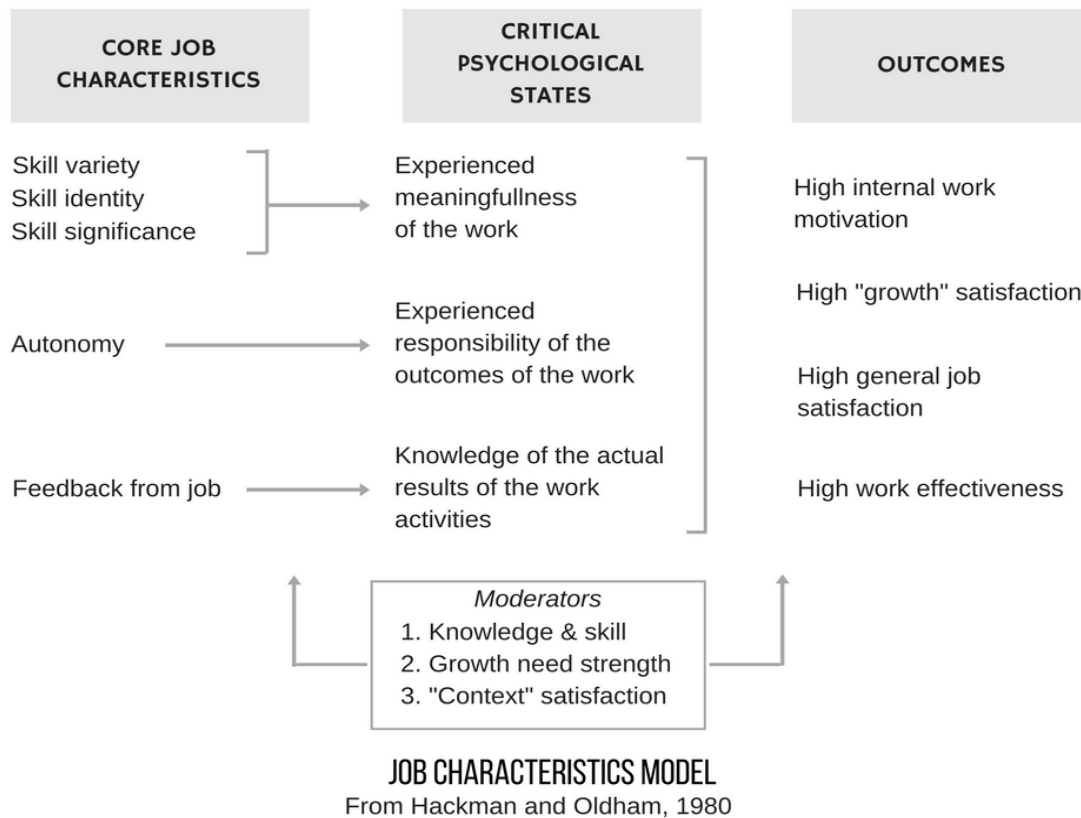 CORE JOB
CHARACTERISTICS
CRITICAL
PSYCHOLOGICAL
STATES
OUTCOMES
Skill variety
Skill identity
Skill significance
Experienced
meaningfullness
of the work
High internal work
motivation
High "growth" satisfaction
Autonomy
Experienced
responsibility of the
outcomes of the work
High general job
satisfaction
Feedback from job
Knowledge of the actual
results of the work
activities
High work effectiveness
Moderators
1. Knowledge & skill
2. Growth need strength
3. "Context" satisfaction
JOB CHARACTERISTICS MODEL
From Hackman and Oldham, 1980